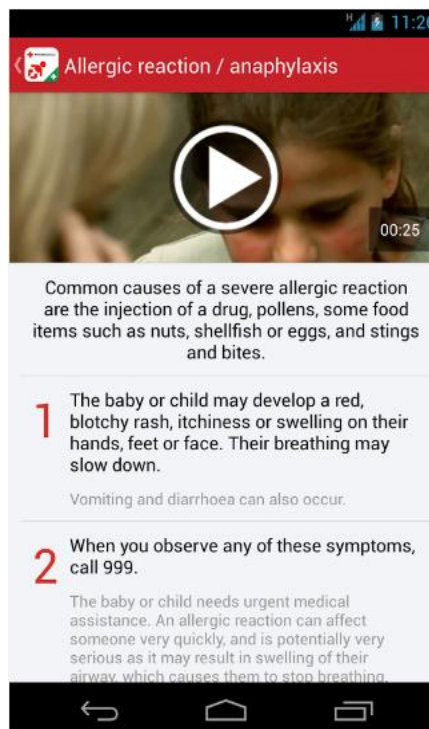 H 11:20
Allergic reaction / anaphylaxis
00:25
Common causes of a severe allergic reaction
are the injection of a drug, pollens, some food
items such as nuts, shellfish or eggs, and stings
and bites.
1
The baby or child may develop a red,
blotchy rash, itchiness or swelling on their
hands, feet or face. Their breathing may
slow down.
Vomiting and diarrhoea can also occur.
2
When you observe any of these symptoms,
call 999.
The baby or child needs urgent medical
assistance. An allergic reaction can affect
someone very quickly, and is potentially very
serious as it may result in swelling of their
airway, which causes them to stop breathing.